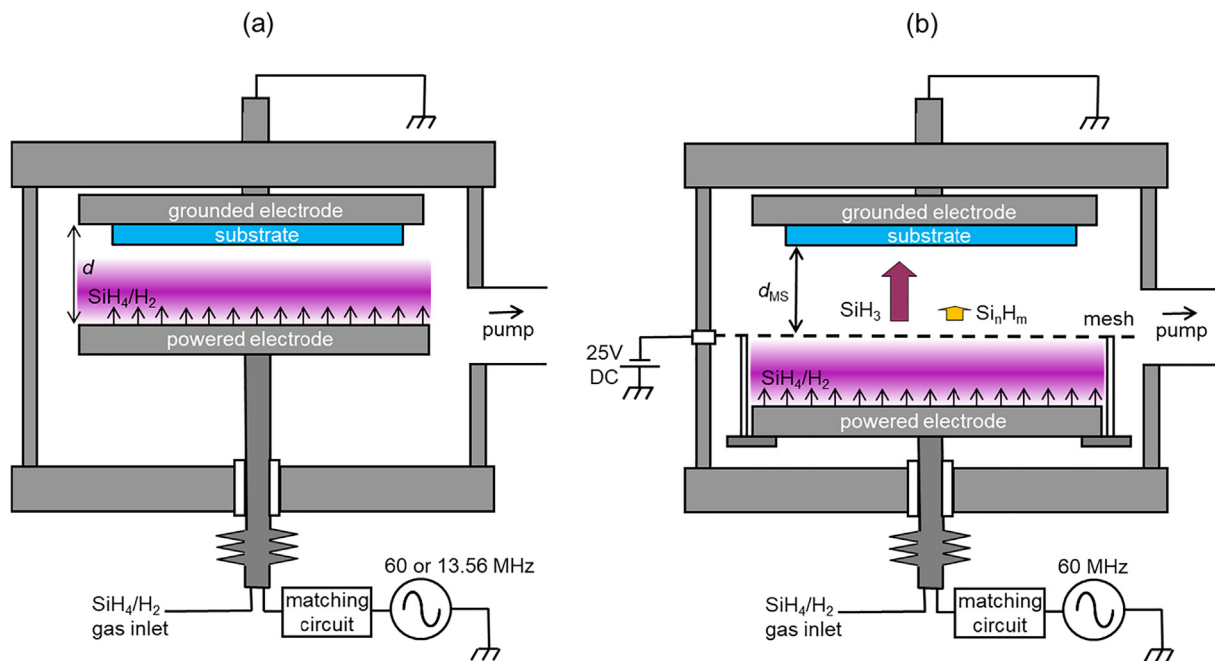 (a)
grounded electrode
substrate
d
SiH₄/H₂
powered electrode
pump
60 or 13.56 MHz
SiH₄/H₂
gas inlet
matching
circuit
(b)
grounded electrode
substrate
d_MS
SiH₃
SiₙHₘ
mesh
pump
25V
DC
SiH₄/H₂
powered electrode
60 MHz
SiH₄/H₂
gas inlet
matching
circuit